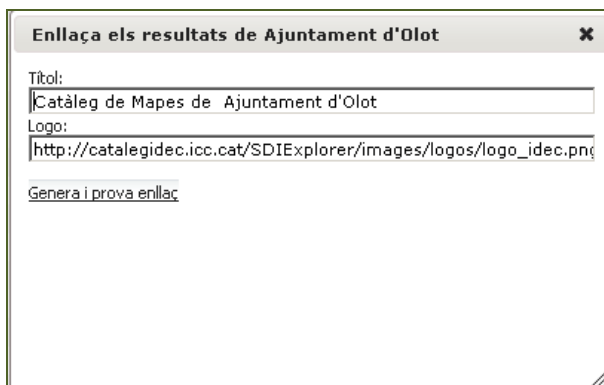 Enllaça els resultats de Ajuntament d'Olot
Títol:
Catàleg de Mapes de  Ajuntament d'Olot
Logo:
http://catalegidec.icc.cat/SDIExplorer/images/logos/logo_idec.png
Genera i prova enllaç